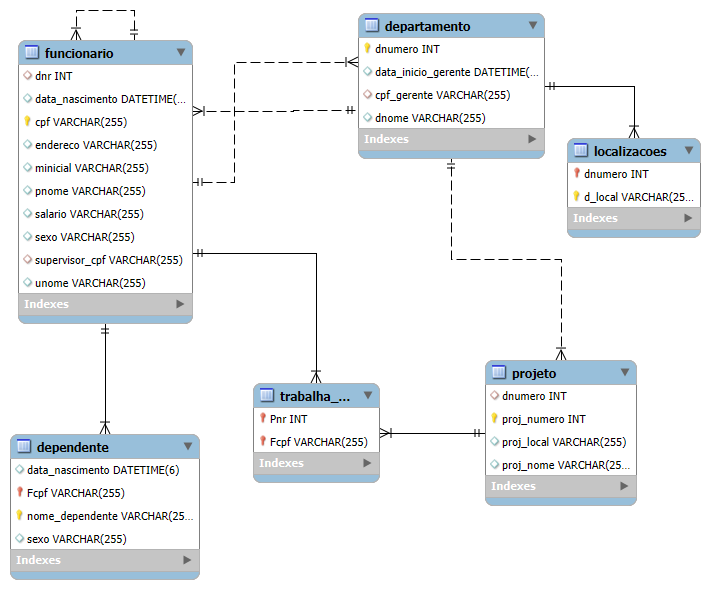 funcionario
dnr INT
data_nascimento DATETIME(...
cpf VARCHAR(255)
endereco VARCHAR(255)
minicial VARCHAR(255)
pnome VARCHAR(255)
salario VARCHAR(255)
sexo VARCHAR(255)
supervisor_cpf VARCHAR(255)
unome VARCHAR(255)
Indexes
departamento
dnumero INT
data_inicio_gerente DATETIME(...
cpf_gerente VARCHAR(255)
dnome VARCHAR(255)
Indexes
localizacoes
dnumero INT
d_local VARCHAR(25...
Indexes
trabalha_...
Pnr INT
Fcpf VARCHAR(255)
Indexes
projeto
dnumero INT
proj_numero INT
proj_local VARCHAR(255)
proj_nome VARCHAR(25...
Indexes
dependente
data_nascimento DATETIME(6)
Fcpf VARCHAR(255)
nome_dependente VARCHAR(25...
sexo VARCHAR(255)
Indexes